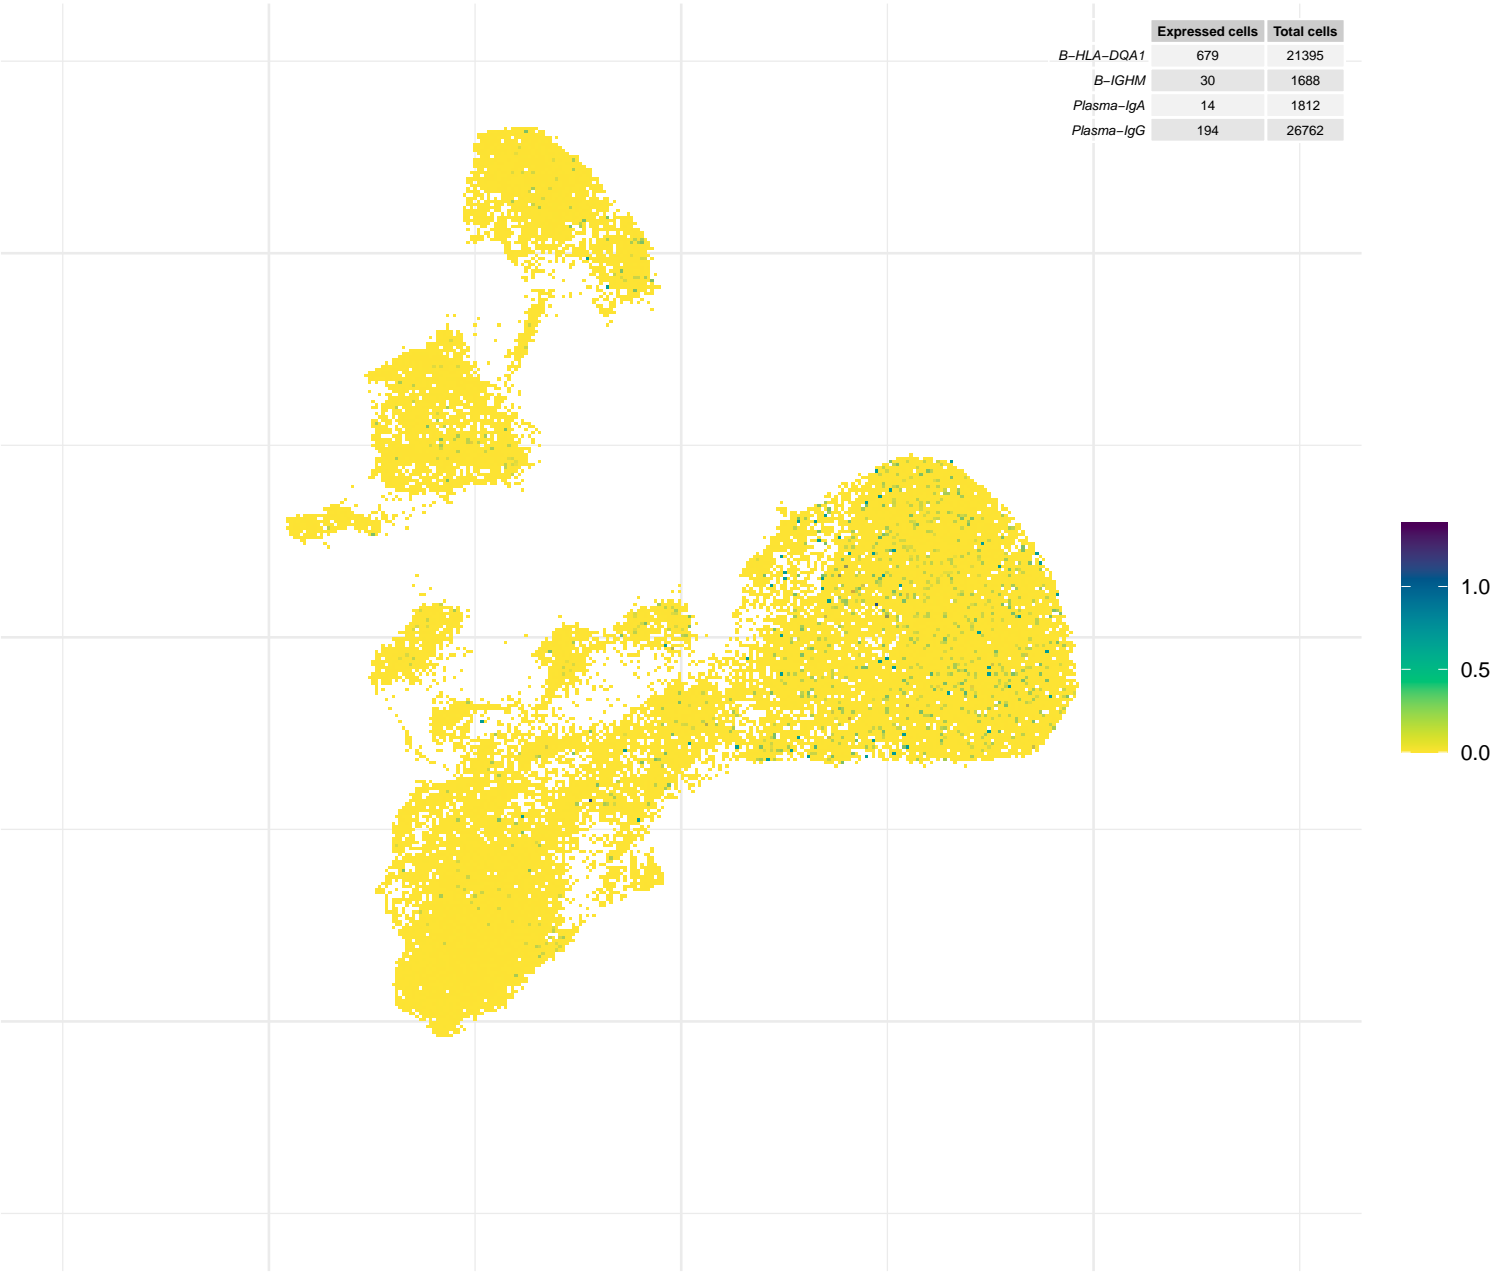 Expressed cells Total cells
B-HLA-DQA1 679 21395
B-IGHM 30 1688
Plasma-IgA 14 1812
Plasma-IgG 194 26762
1.0
0.5
0.0